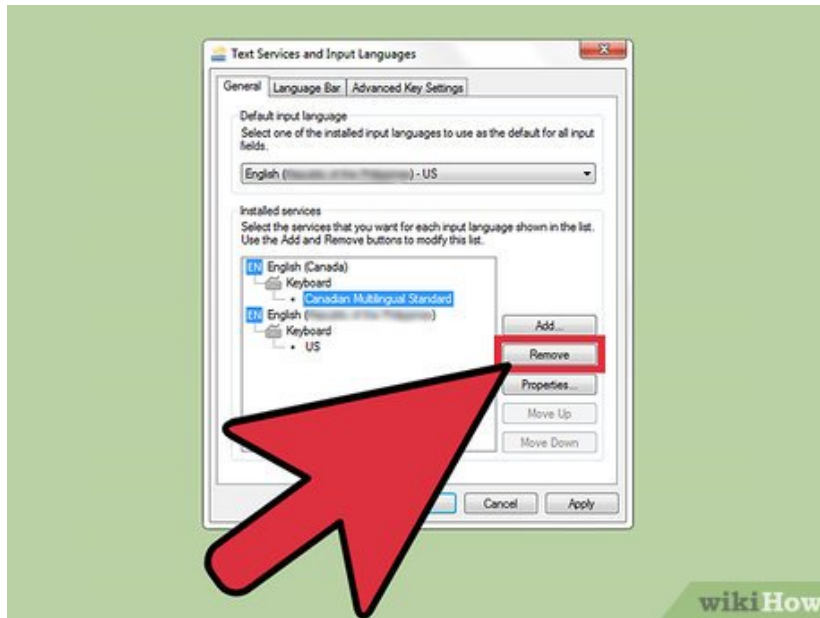 Text Services and Input Languages
General Language Bar Advanced Key Settings
Default input language
Select one of the installed input languages to use as the default for all input
fields.
English ( ) - US
Installed services
Select the services that you want for each input language shown in the list.
Use the Add and Remove buttons to modify this list.
EN English (Canada)
Keyboard
Canadian Multilingual Standard
EN English ( )
Keyboard
US
Add...
Remove
Properties...
Move Up
Move Down
Cancel Apply
wikiHow